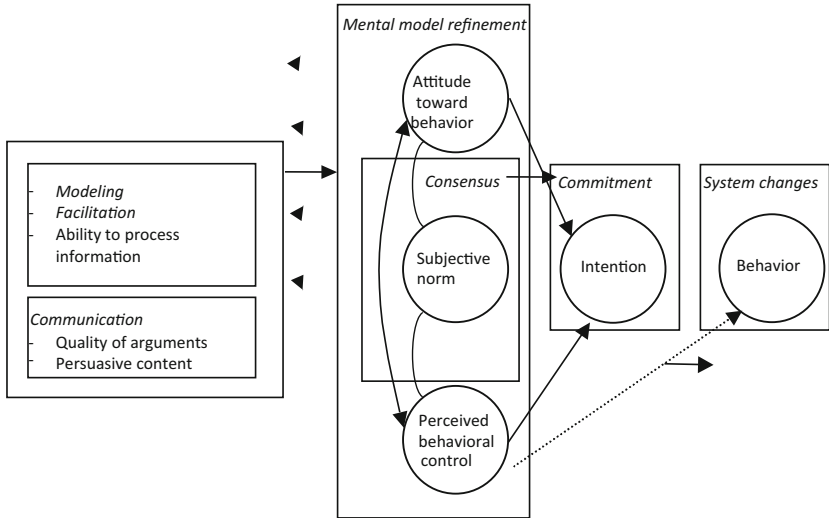 Mental model refinement
Attitude
toward
behavior
- Modeling
- Facilitation
- Ability to process
information
Communication
- Quality of arguments
- Persuasive content
Consensus
Subjective
norm
Perceived
behavioral
control
Commitment
Intention
System changes
Behavior